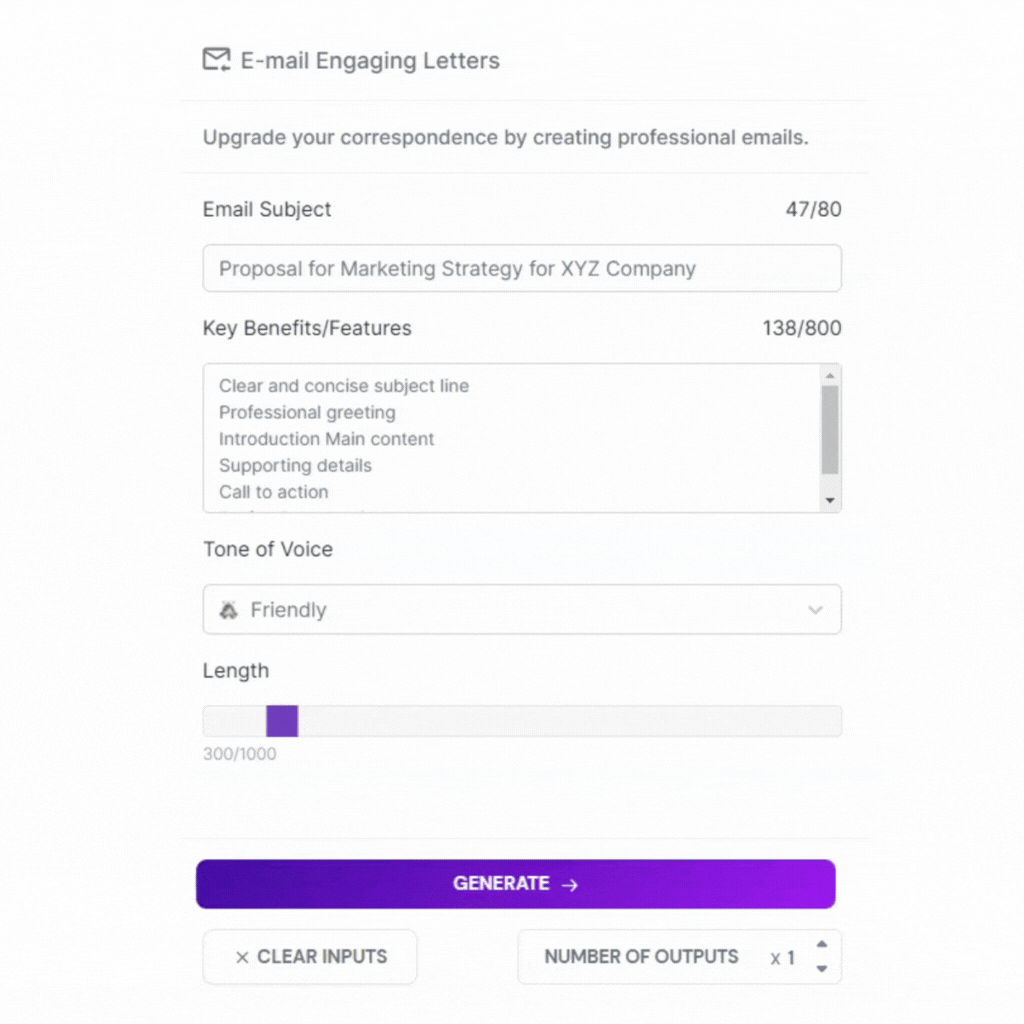 E-mail Engaging Letters
Upgrade your correspondence by creating professional emails.
Email Subject 47/80
Proposal for Marketing Strategy for XYZ Company
Key Benefits/Features 138/800
Clear and concise subject line
Professional greeting
Introduction Main content
Supporting details
Call to action
Tone of Voice
Friendly
Length
300/1000
GENERATE →
× CLEAR INPUTS
NUMBER OF OUTPUTS x 1